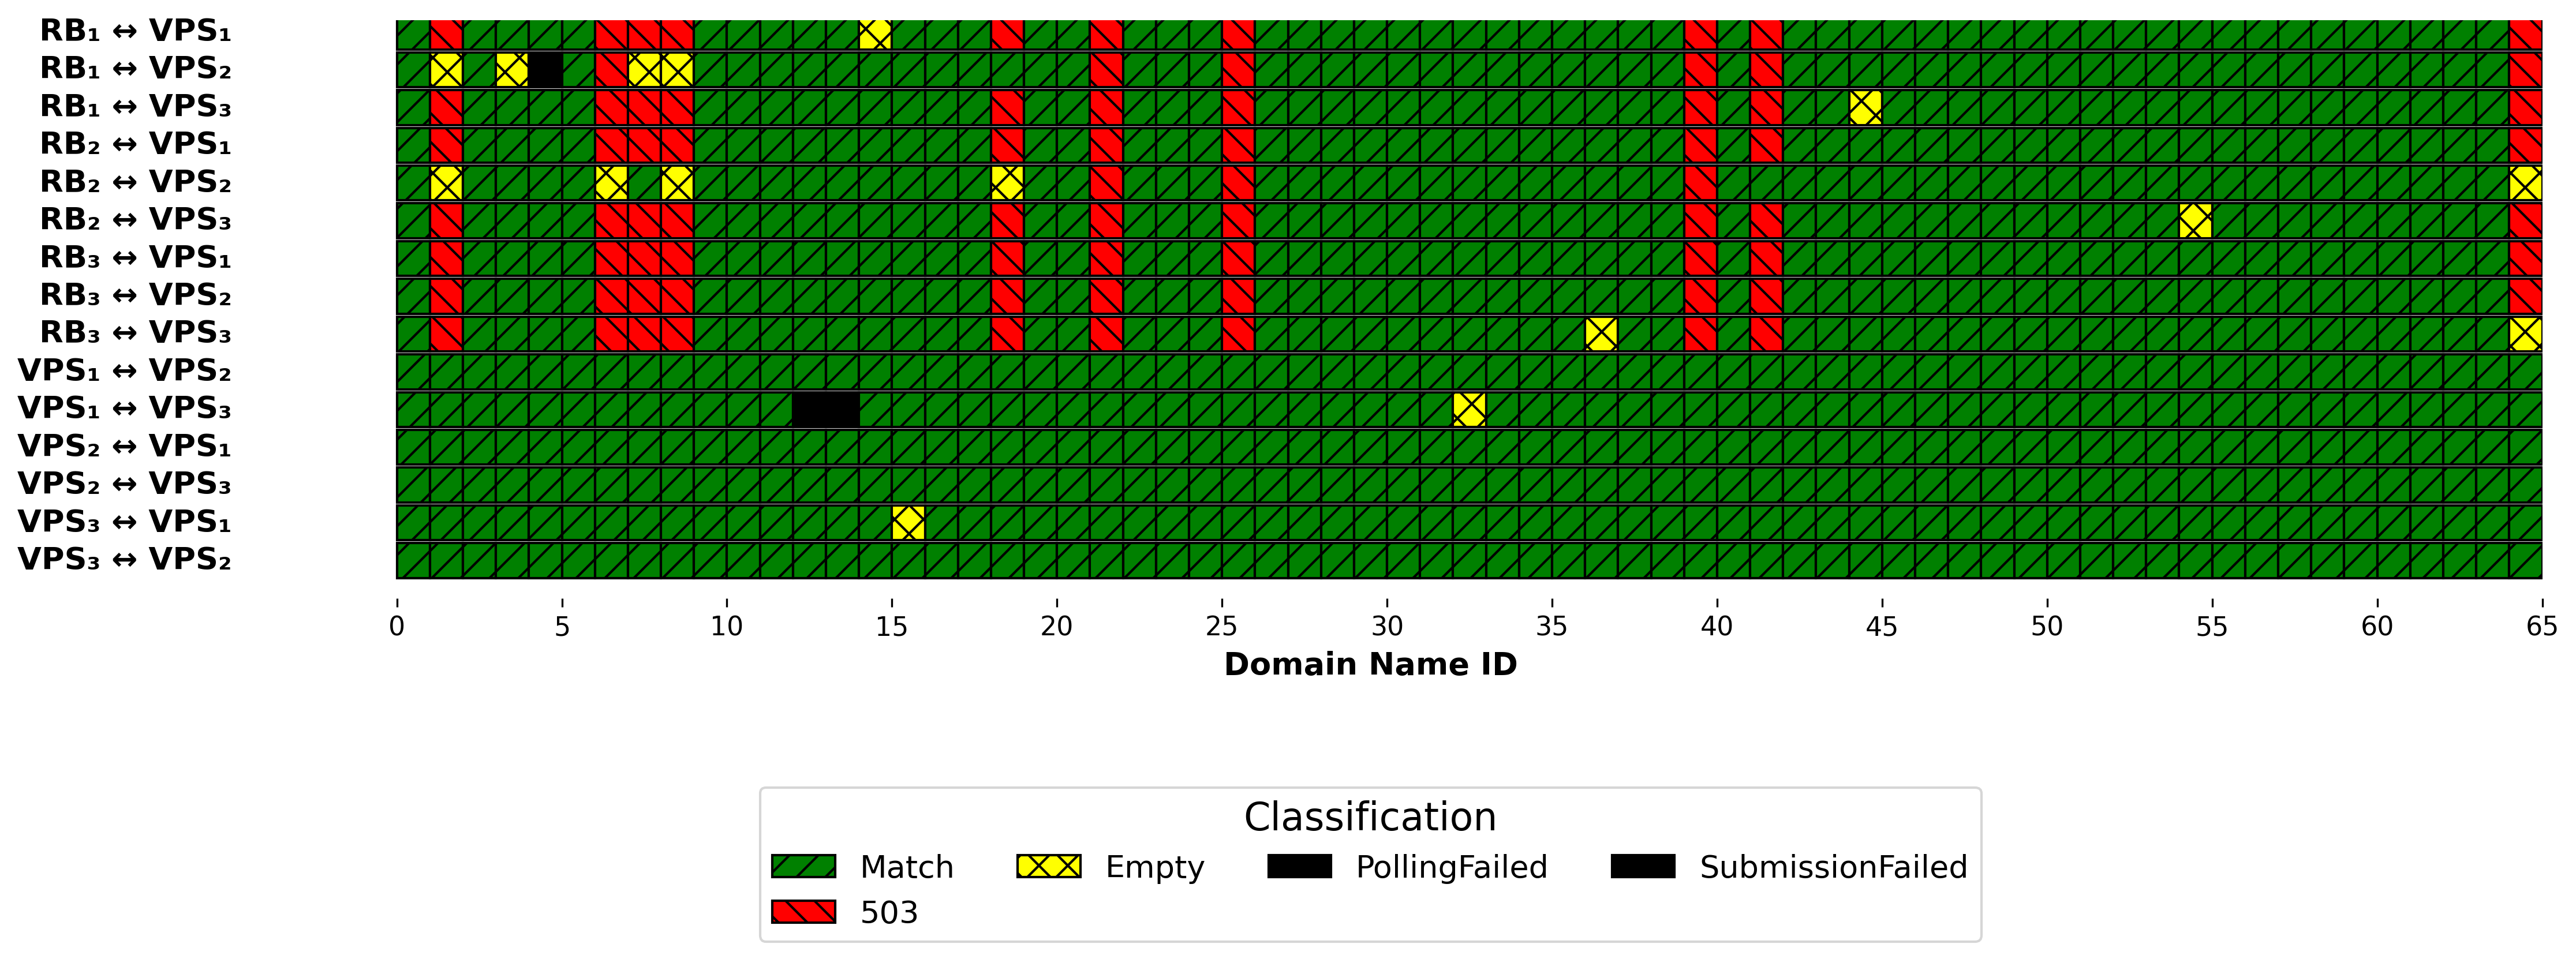 RB₁ ↔ VPS₁
RB₁ ↔ VPS₂
RB₁ ↔ VPS₃
RB₂ ↔ VPS₁
RB₂ ↔ VPS₂
RB₂ ↔ VPS₃
RB₃ ↔ VPS₁
RB₃ ↔ VPS₂
RB₃ ↔ VPS₃
VPS₁ ↔ VPS₂
VPS₁ ↔ VPS₃
VPS₂ ↔ VPS₁
VPS₂ ↔ VPS₃
VPS₃ ↔ VPS₁
VPS₃ ↔ VPS₂
0 5 10 15 20 25 30 35 40 45 50 55 60 65
Domain Name ID
Classification
Match Empty PollingFailed SubmissionFailed
503